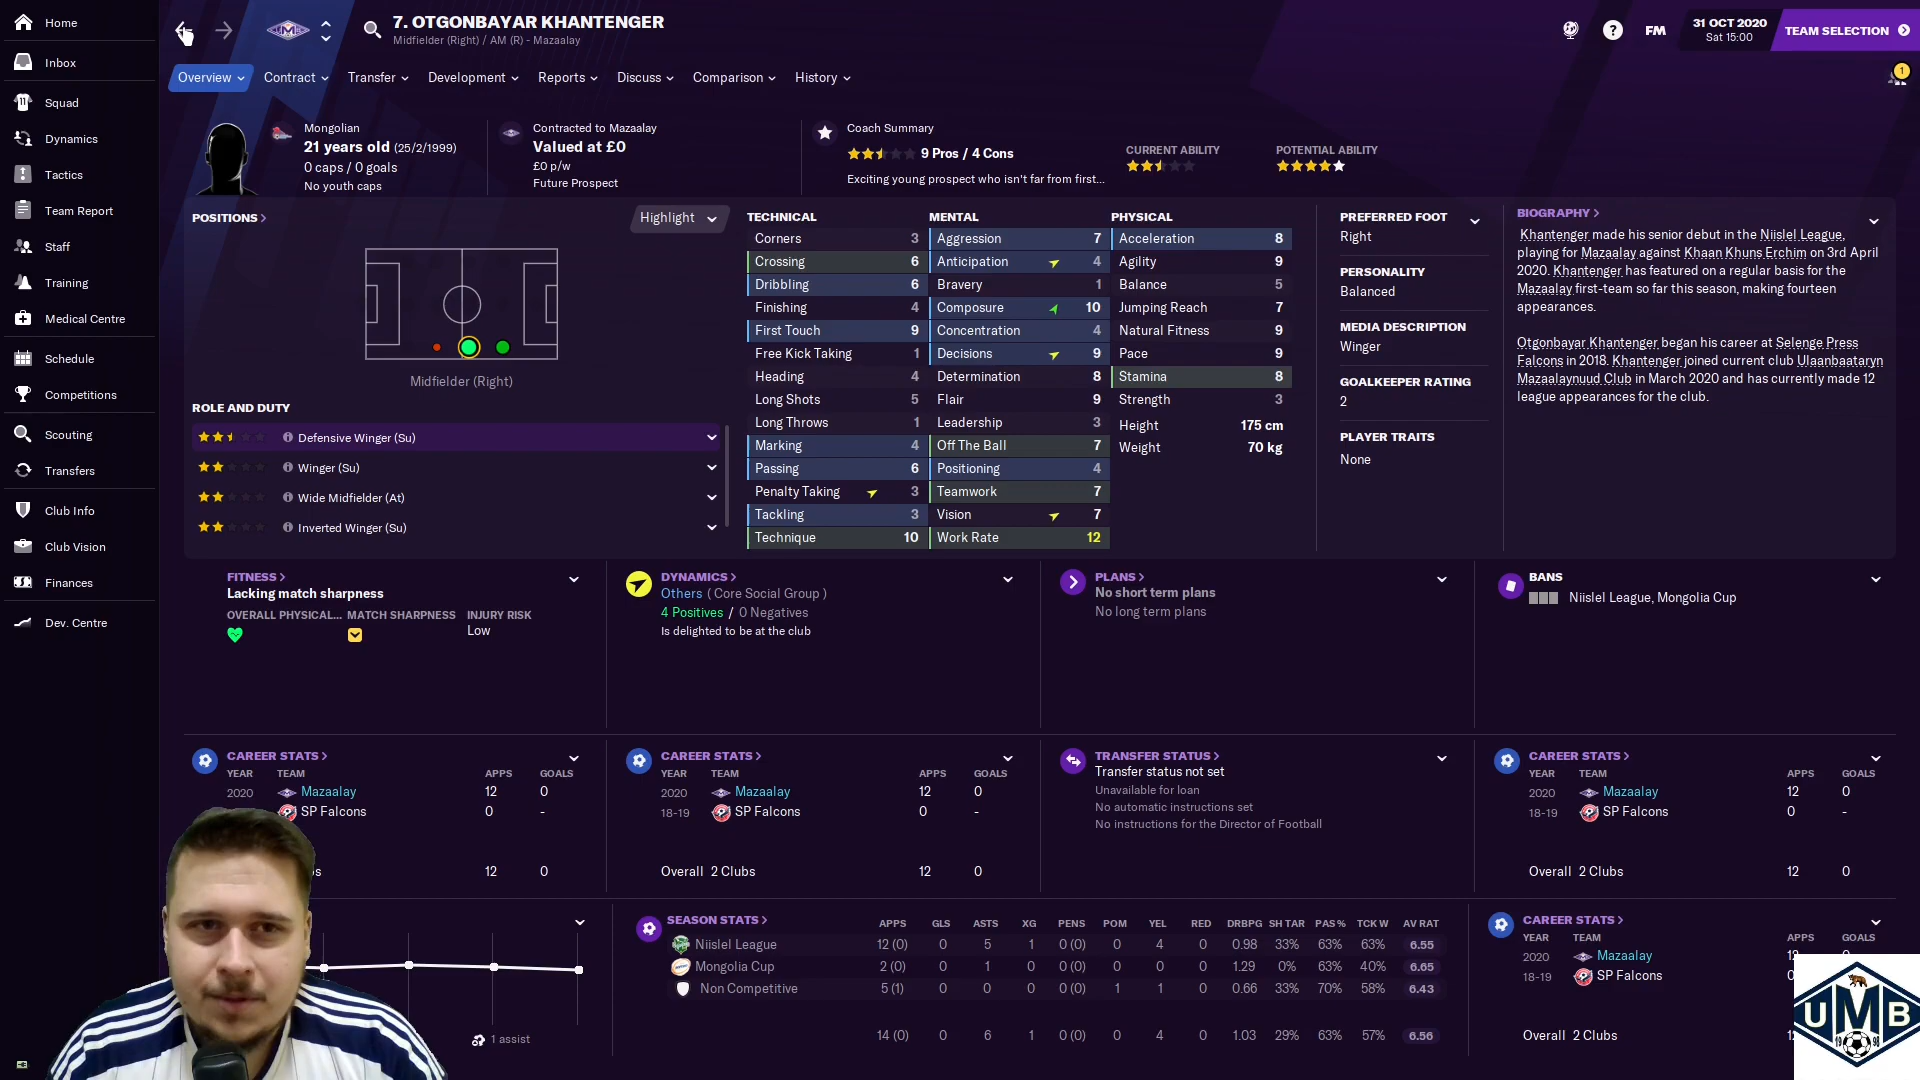 Home
Inbox
Squad
Dynamics
Tactics
Team Report
Staff
Training
Medical Centre
Schedule
Competitions
Scouting
Transfers
Club Info
Club Vision
Finances
Dev. Centre
7. OTGONBAYAR KHANTENGER
Midfielder (Right) / AM (R) - Mazaalay
FM
31 OCT 2020
Sat 15:00
TEAM SELECTION
1
Overview Contract Transfer Development Reports Discuss Comparison History
Mongolian
21 years old (25/2/1999)
0 caps / 0 goals
No youth caps
Contracted to Mazaalay
Valued at £0
£0 p/w
Future Prospect
Coach Summary
9 Pros / 4 Cons
Exciting young prospect who isn't far from first...
CURRENT ABILITY
POTENTIAL ABILITY
POSITIONS
Highlight
Midfielder (Right)
ROLE AND DUTY
Defensive Winger (Su)
Winger (Su)
Wide Midfielder (At)
Inverted Winger (Su)
TECHNICAL
Corners 3
Crossing 6
Dribbling 6
Finishing 4
First Touch 9
Free Kick Taking 1
Heading 4
Long Shots 5
Long Throws 1
Marking 4
Passing 6
Penalty Taking 3
Tackling 3
Technique 10
MENTAL
Aggression 7
Anticipation 4
Bravery 1
Composure 10
Concentration 4
Decisions 9
Determination 8
Flair 9
Leadership 3
Off The Ball 7
Positioning 4
Teamwork 7
Vision 7
Work Rate 12
PHYSICAL
Acceleration 8
Agility 9
Balance 5
Jumping Reach 7
Natural Fitness 9
Pace 9
Stamina 8
Strength 3
Height 175 cm
Weight 70 kg
PREFERRED FOOT
Right
PERSONALITY
Balanced
MEDIA DESCRIPTION
Winger
GOALKEEPER RATING
2
PLAYER TRAITS
None
BIOGRAPHY
Khantenger made his senior debut in the Niislel League,
playing for Mazaalay against Khaan Khuns Erchim on 3rd April
2020. Khantenger has featured on a regular basis for the
Mazaalay first-team so far this season, making fourteen
appearances.
Otgonbayar Khantenger began his career at Selenge Press
Falcons in 2018. Khantenger joined current club Ulaanbaataryn
Mazaalaynuud Club in March 2020 and has currently made 12
league appearances for the club.
FITNESS
Lacking match sharpness
OVERALL PHYSICAL... MATCH SHARPNESS INJURY RISK
Low
DYNAMICS
Others ( Core Social Group )
4 Positives / 0 Negatives
Is delighted to be at the club
PLANS
No short term plans
No long term plans
BANS
Niislel League, Mongolia Cup
CAREER STATS
YEAR TEAM APPS GOALS
2020 Mazaalay 12 0
SP Falcons 0 -
bs 12 0
CAREER STATS
YEAR TEAM APPS GOALS
2020 Mazaalay 12 0
18-19 SP Falcons 0 -
Overall 2 Clubs 12 0
TRANSFER STATUS
Transfer status not set
Unavailable for loan
No automatic instructions set
No instructions for the Director of Football
CAREER STATS
YEAR TEAM APPS GOALS
2020 Mazaalay 12 0
18-19 SP Falcons 0 -
Overall 2 Clubs 12 0
1 assist
SEASON STATS APPS GLS ASTS XG PENS POM YEL RED DRBPG SH TAR PAS % TCK W AV RAT
Niislel League 12 (0) 0 5 1 0 (0) 0 4 0 0.98 33% 63% 63% 6.55
Mongolia Cup 2 (0) 0 1 0 0 (0) 0 0 0 1.29 0% 63% 40% 6.65
Non Competitive 5 (1) 0 0 0 0 (0) 1 1 0 0.66 33% 70% 58% 6.43
14 (0) 0 6 1 0 (0) 0 4 0 1.03 29% 63% 57% 6.56
CAREER STATS
YEAR TEAM APPS GOALS
2020 Mazaalay
18-19 SP Falcons
Overall 2 Clubs
UMB
1998